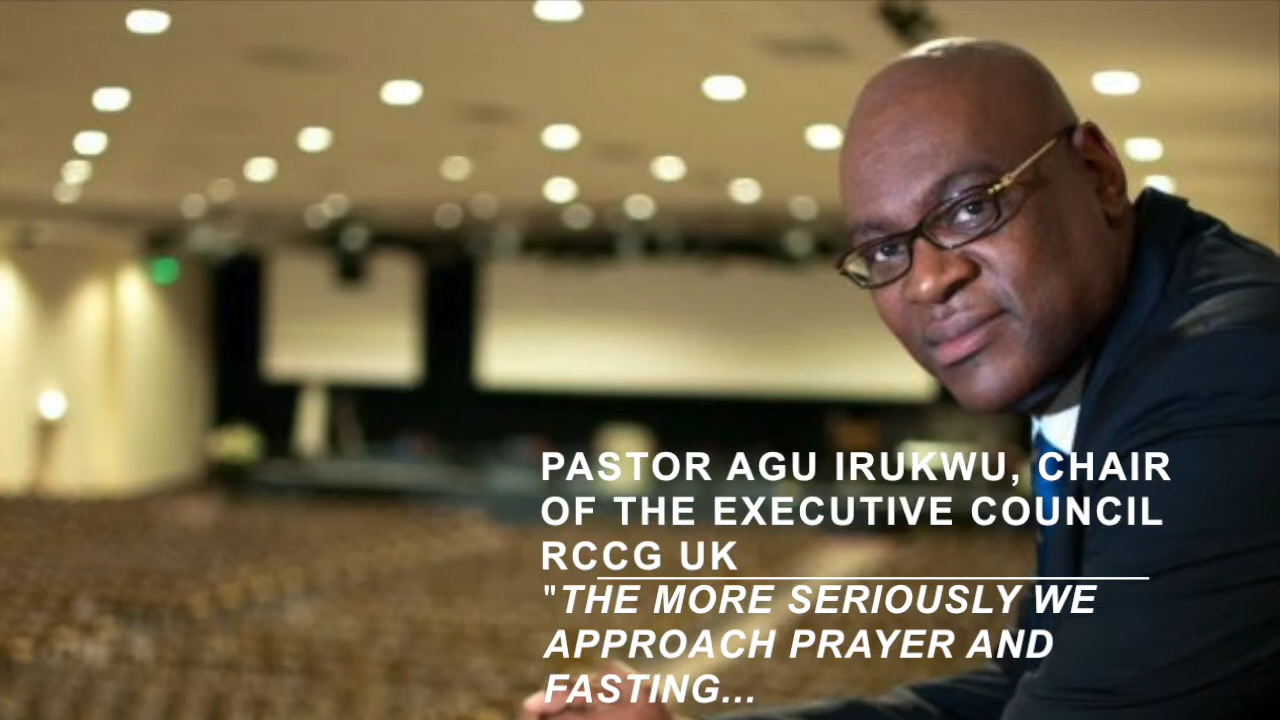 PASTOR AGU IRUKWU, CHAIR
OF THE EXECUTIVE COUNCIL
RCCG UK
"THE MORE SERIOUSLY WE
APPROACH PRAYER AND
FASTING...